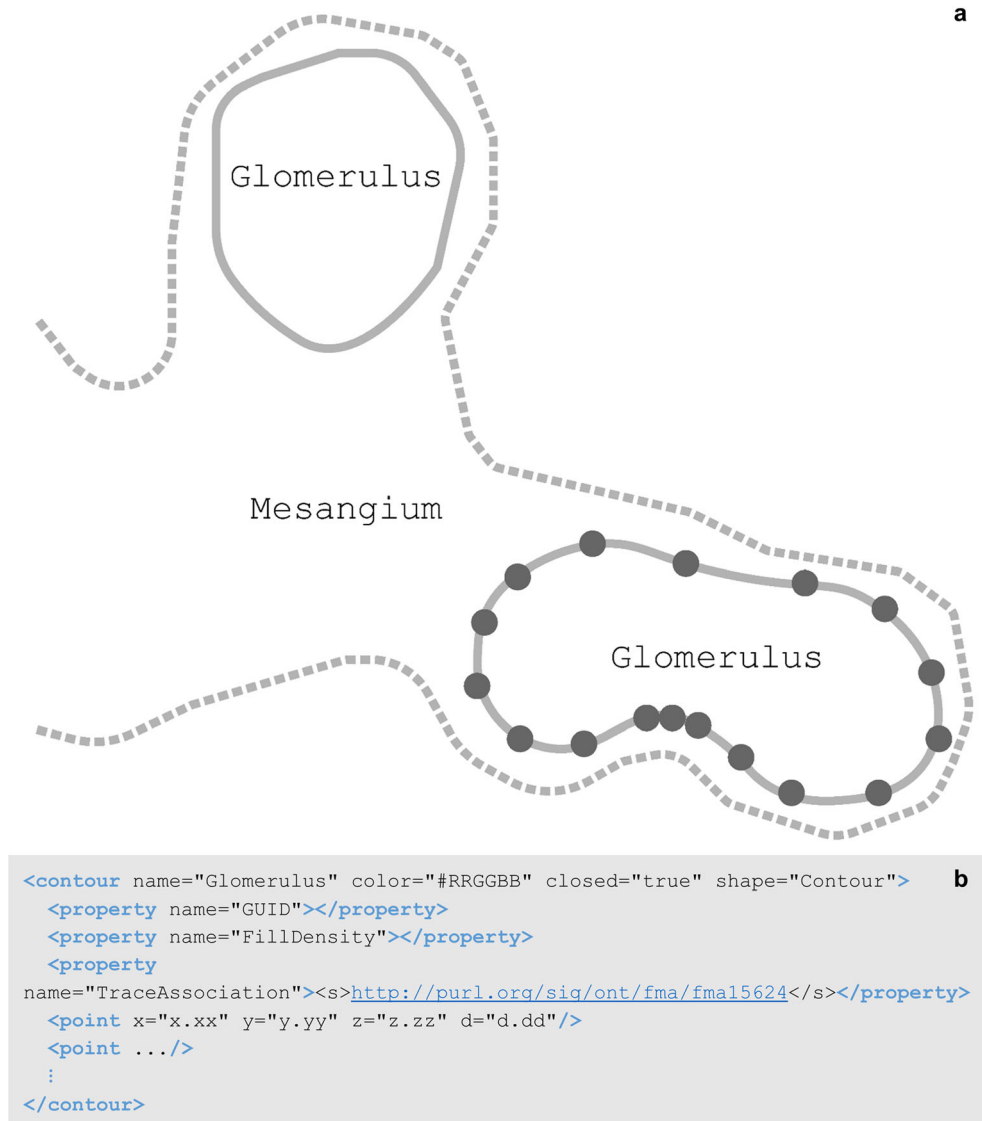 a
Glomerulus
Mesangium
Glomerulus
b
<contour name="Glomerulus" color="#RRGGBB" closed="true" shape="Contour">
<property name="GUID"></property>
<property name="FillDensity"></property>
<property
name="TraceAssociation"><s>http://purl.org/sig/ont/fma/fma15624</s></property>
<point x="x.xx" y="y.yy" z="z.zz" d="d.dd"/>
<point .../>
⋮
</contour>